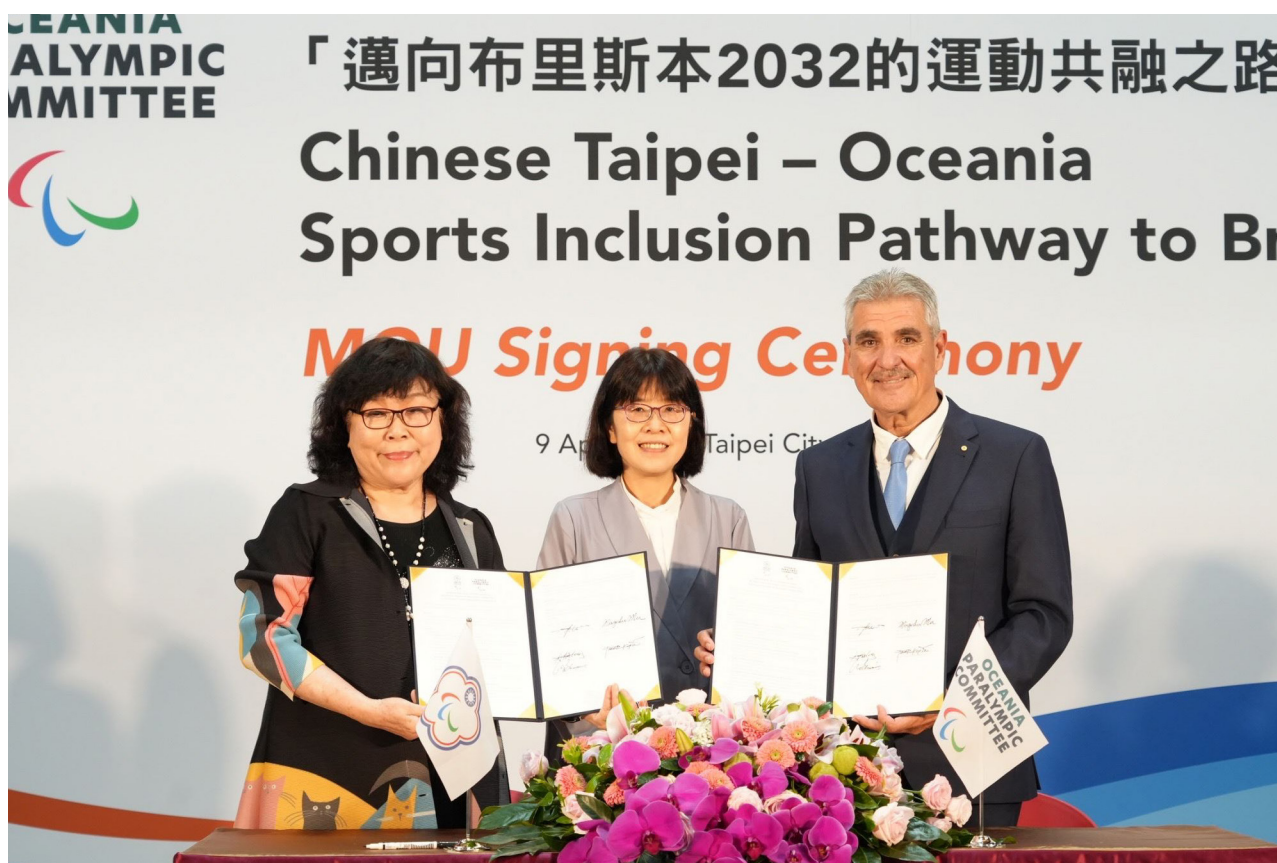 CEANIA
ALYMPIC
MMITTEE
「邁向布里斯本2032的運動共融之路
Chinese Taipei – Oceania
Sports Inclusion Pathway to Br
MOU Signing Ceremony
9 Ap Taipei City
OCEANIA
PARALYMPIC
COMMITTEE